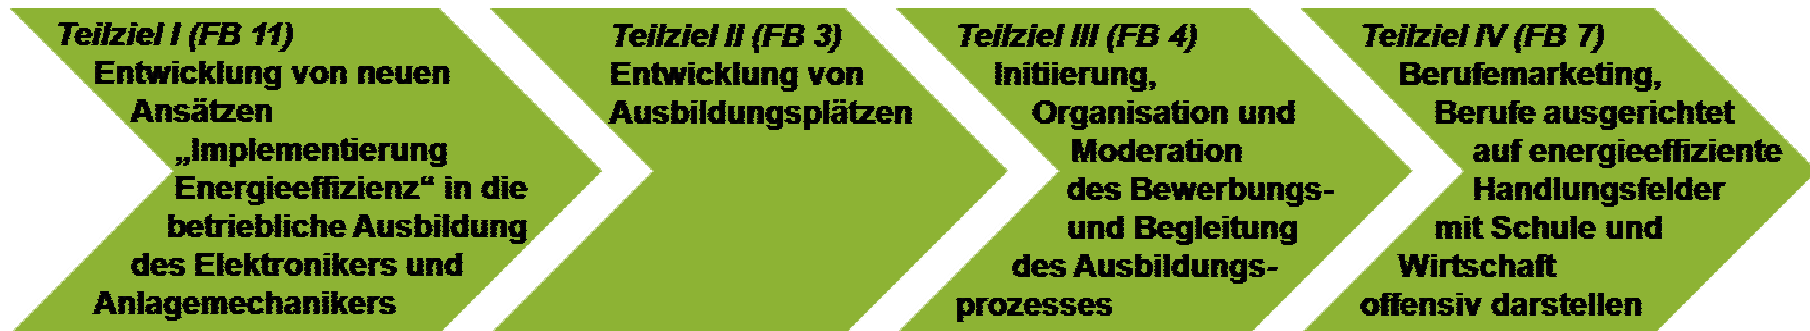 Teilziel I (FB 11)
Entwicklung von neuen
Ansätzen
„Implementierung
Energieeffizienz“ in die
betriebliche Ausbildung
des Elektronikers und
Anlagemechanikers
Teilziel II (FB 3)
Entwicklung von
Ausbildungsplätzen
Teilziel III (FB 4)
Initiierung,
Organisation und
Moderation
des Bewerbungs-
und Begleitung
des Ausbildungs-
prozesses
Teilziel IV (FB 7)
Berufemarketing,
Berufe ausgerichtet
auf energieeffiziente
Handlungsfelder
mit Schule und
Wirtschaft
offensiv darstellen